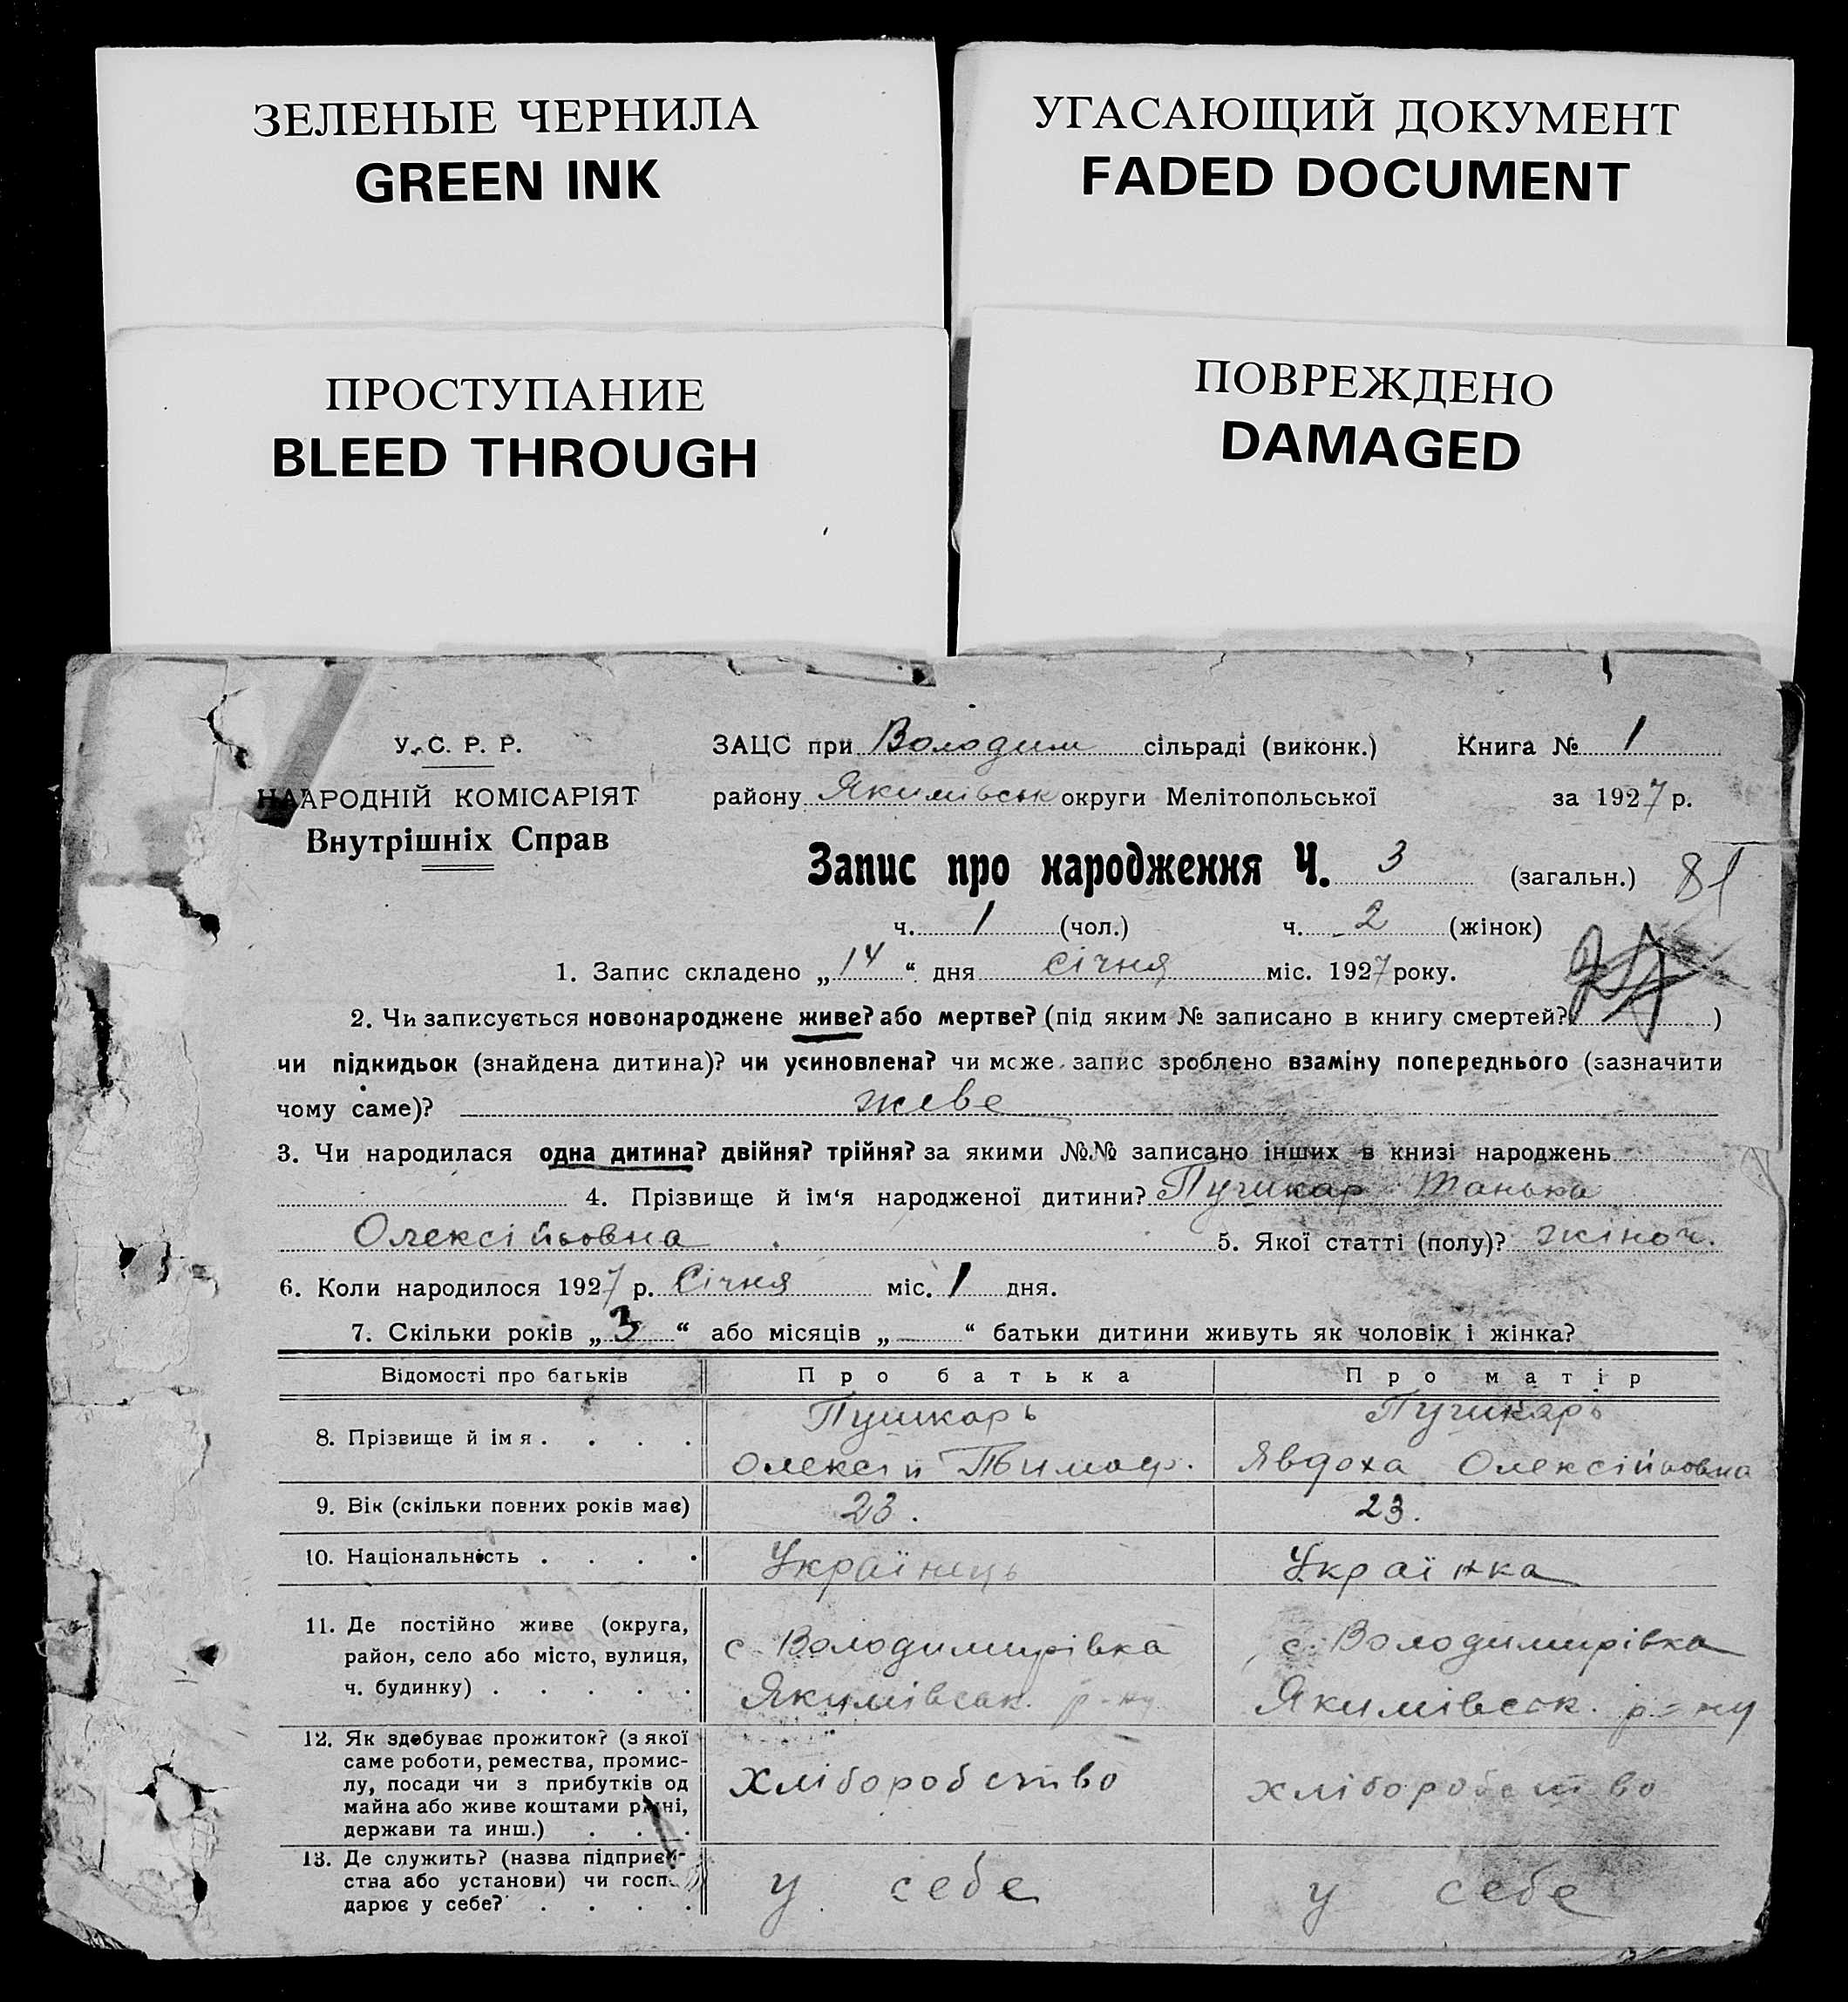 ЗЕЛЕНЫЕ ЧЕРНИЛА
GREEN INK
УГАСАЮЩИЙ ДОКУМЕНТ
FADED DOCUMENT
ПРОСТУПАНИЕ
BLEED THROUGH
ПОВРЕЖДЕНО
DAMAGED
У. С. Р. Р.
НААРОДНІЙ КОМІСАРІЯТ
Внутрішніх Справ
ЗАЦС при Володим сільраді (виконк.) Книга № 1
району Якимівськ округи Мелітопольської за 1927 р.
Запис про народження Ч. 3 (загальн.) 81
ч. 1 (чол.) ч. 2 (жінок)
1. Запис складено „14“ дня січня міс. 1927 року.
2. Чи записується новонароджене живе? або мертве? (під яким № записано в книгу смертей? )
чи підкидьок (знайдена дитина)? чи усиновлена? чи може запис зроблено взаміну попереднього (зазначити
чому саме)? живе
3. Чи народилася одна дитина? двійня? трійня? за якими №№ записано інших в книзі народжень
4. Прізвище й ім‘я народженої дитини? Пушкар Танька
Олексійовна 5. Якої статті (полу)? жіноч.
6. Коли народилося 1927 р. Січня міс. 1 дня.
7. Скільки років „3“ або місяців „—“ батьки дитини живуть як чоловік і жінка?
Відомості про батьків Про батька Про матір
8. Прізвище й імя . . . . Пушкарь Пушкарь
Олексій Явдоха Олексійовна
9. Вік (скільки повних років має) 23. 23.
10. Національність . . . . Українець Українка
11. Де постійно живе (округа,
район, село або місто, вулиця, с. Володимирівка с. Володимирівка
ч. будинку) . . . . . Якимівськ. р-ну Якимівськ. р-ну
12. Як здобуває прожиток? (з якої
саме роботи, ремества, промис-
лу, посади чи з прибутків од хліборобство хліборобство
майна або живе коштами рідні,
держави та инш.) . . .
13. Де служить? (назва підприєм-
ства або установи) чи госпо- у себе у себе
дарює у себе? . . . .